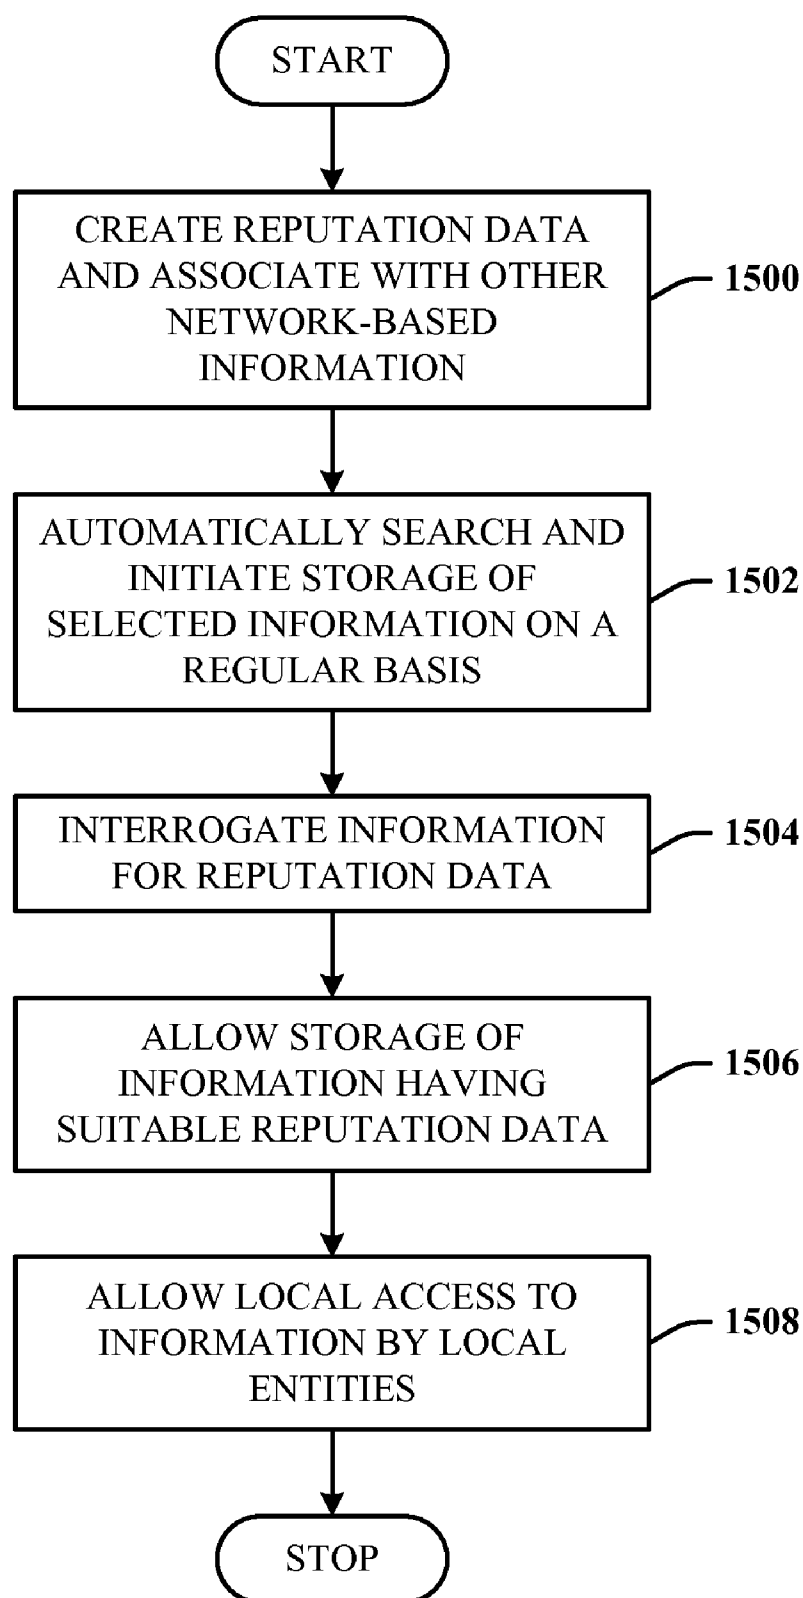 START
CREATE REPUTATION DATA
AND ASSOCIATE WITH OTHER
NETWORK-BASED
INFORMATION
1500
AUTOMATICALLY SEARCH AND
INITIATE STORAGE OF
SELECTED INFORMATION ON A
REGULAR BASIS
1502
INTERROGATE INFORMATION
FOR REPUTATION DATA
1504
ALLOW STORAGE OF
INFORMATION HAVING
SUITABLE REPUTATION DATA
1506
ALLOW LOCAL ACCESS TO
INFORMATION BY LOCAL
ENTITIES
1508
STOP